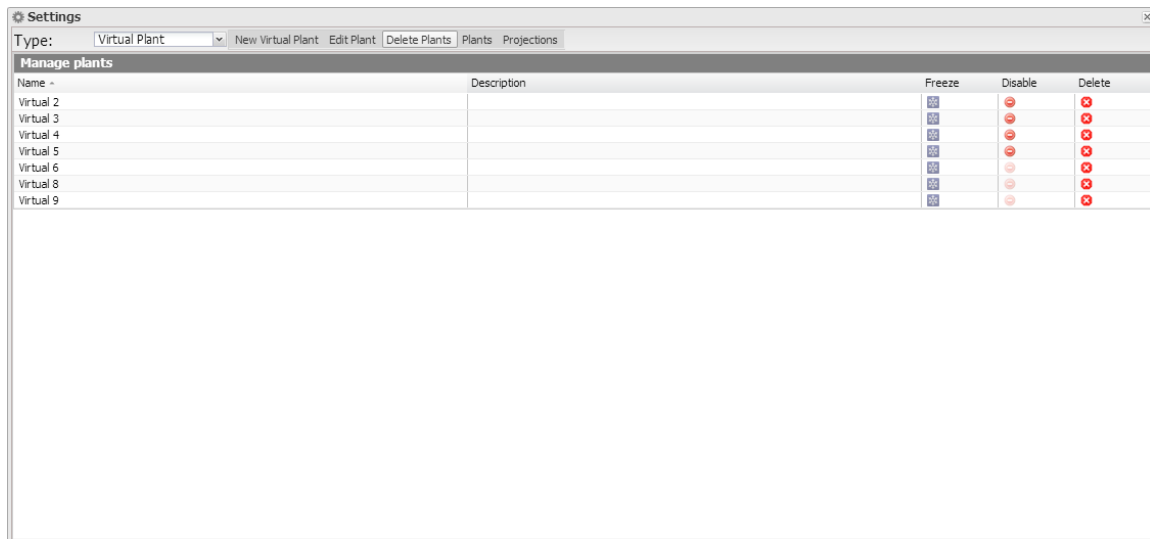 Settings
Type: Virtual Plant New Virtual Plant Edit Plant Delete Plants Plants Projections
Manage plants
Name Description Freeze Disable Delete
Virtual 2
Virtual 3
Virtual 4
Virtual 5
Virtual 6
Virtual 8
Virtual 9